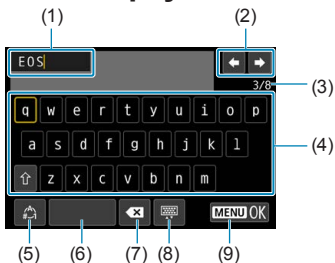 (1) (2)
EOS
3/8 (3)
q w e r t y u i o p
a s d f g h j k l (4)
z x c v b n m
MENU OK
(5) (6) (7) (8) (9)